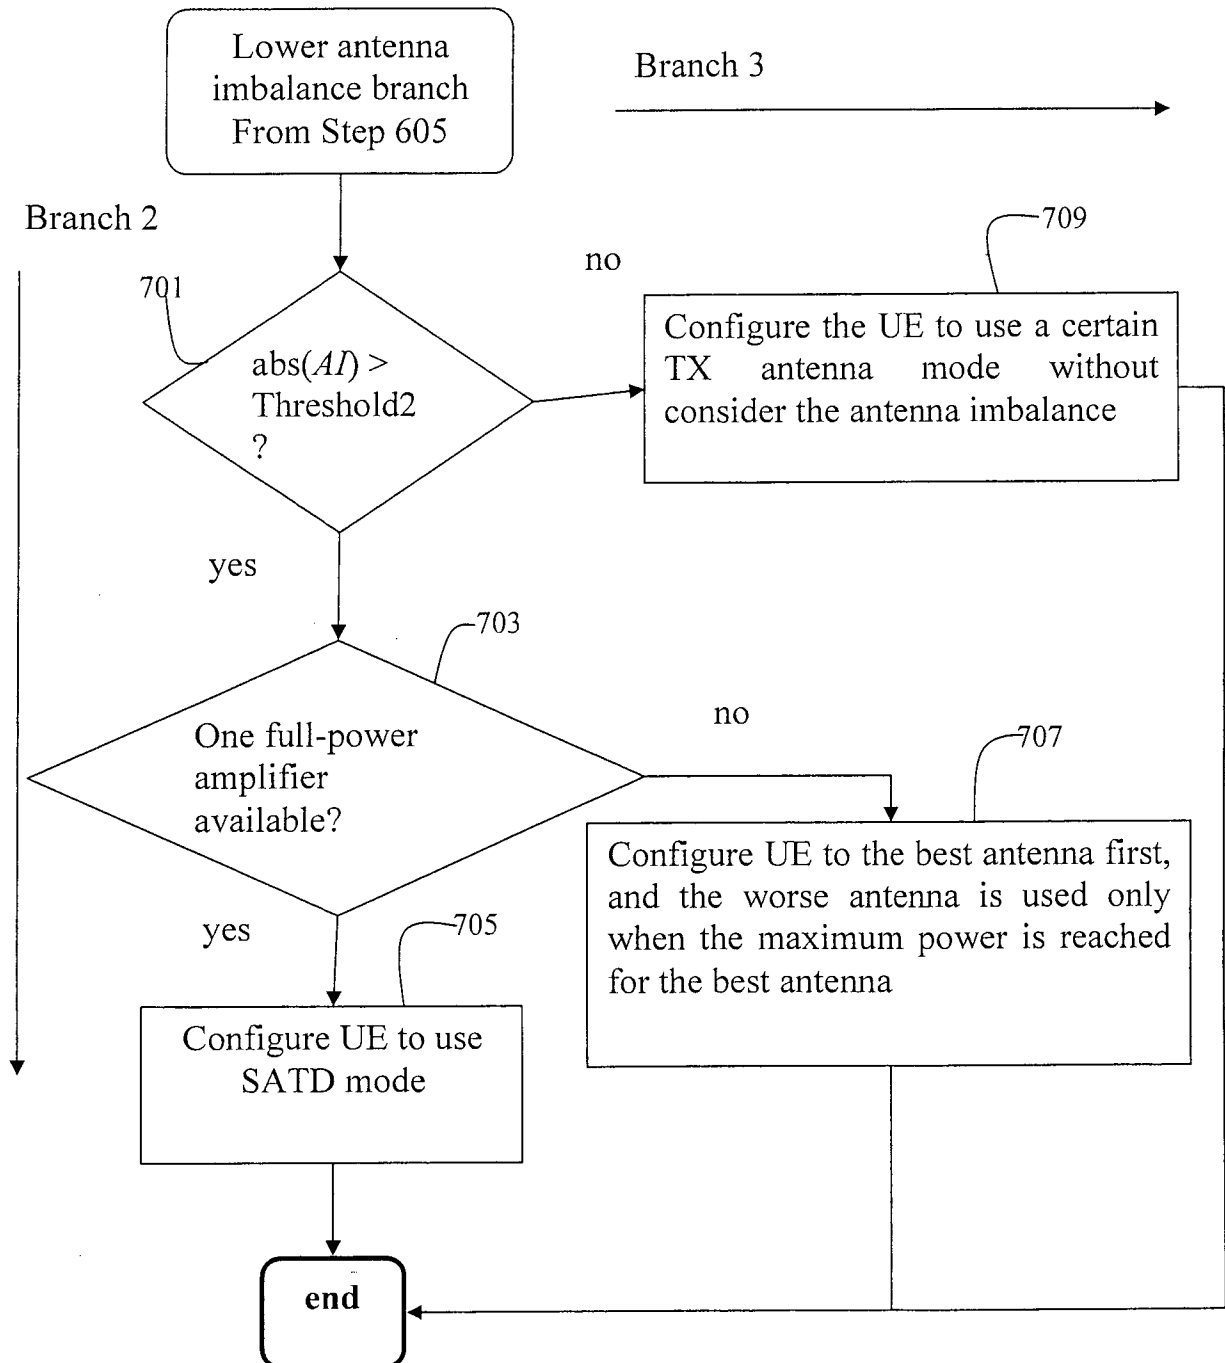 Lower antenna
imbalance branch
From Step 605
Branch 3
Branch 2
709
no
701
Configure the UE to use a certain
TX antenna mode without
consider the antenna imbalance
abs(AI) >
Threshold2
?
yes
703
no
One full-power
amplifier
available?
707
Configure UE to the best antenna first,
and the worse antenna is used only
when the maximum power is reached
for the best antenna
yes
705
Configure UE to use
SATD mode
end